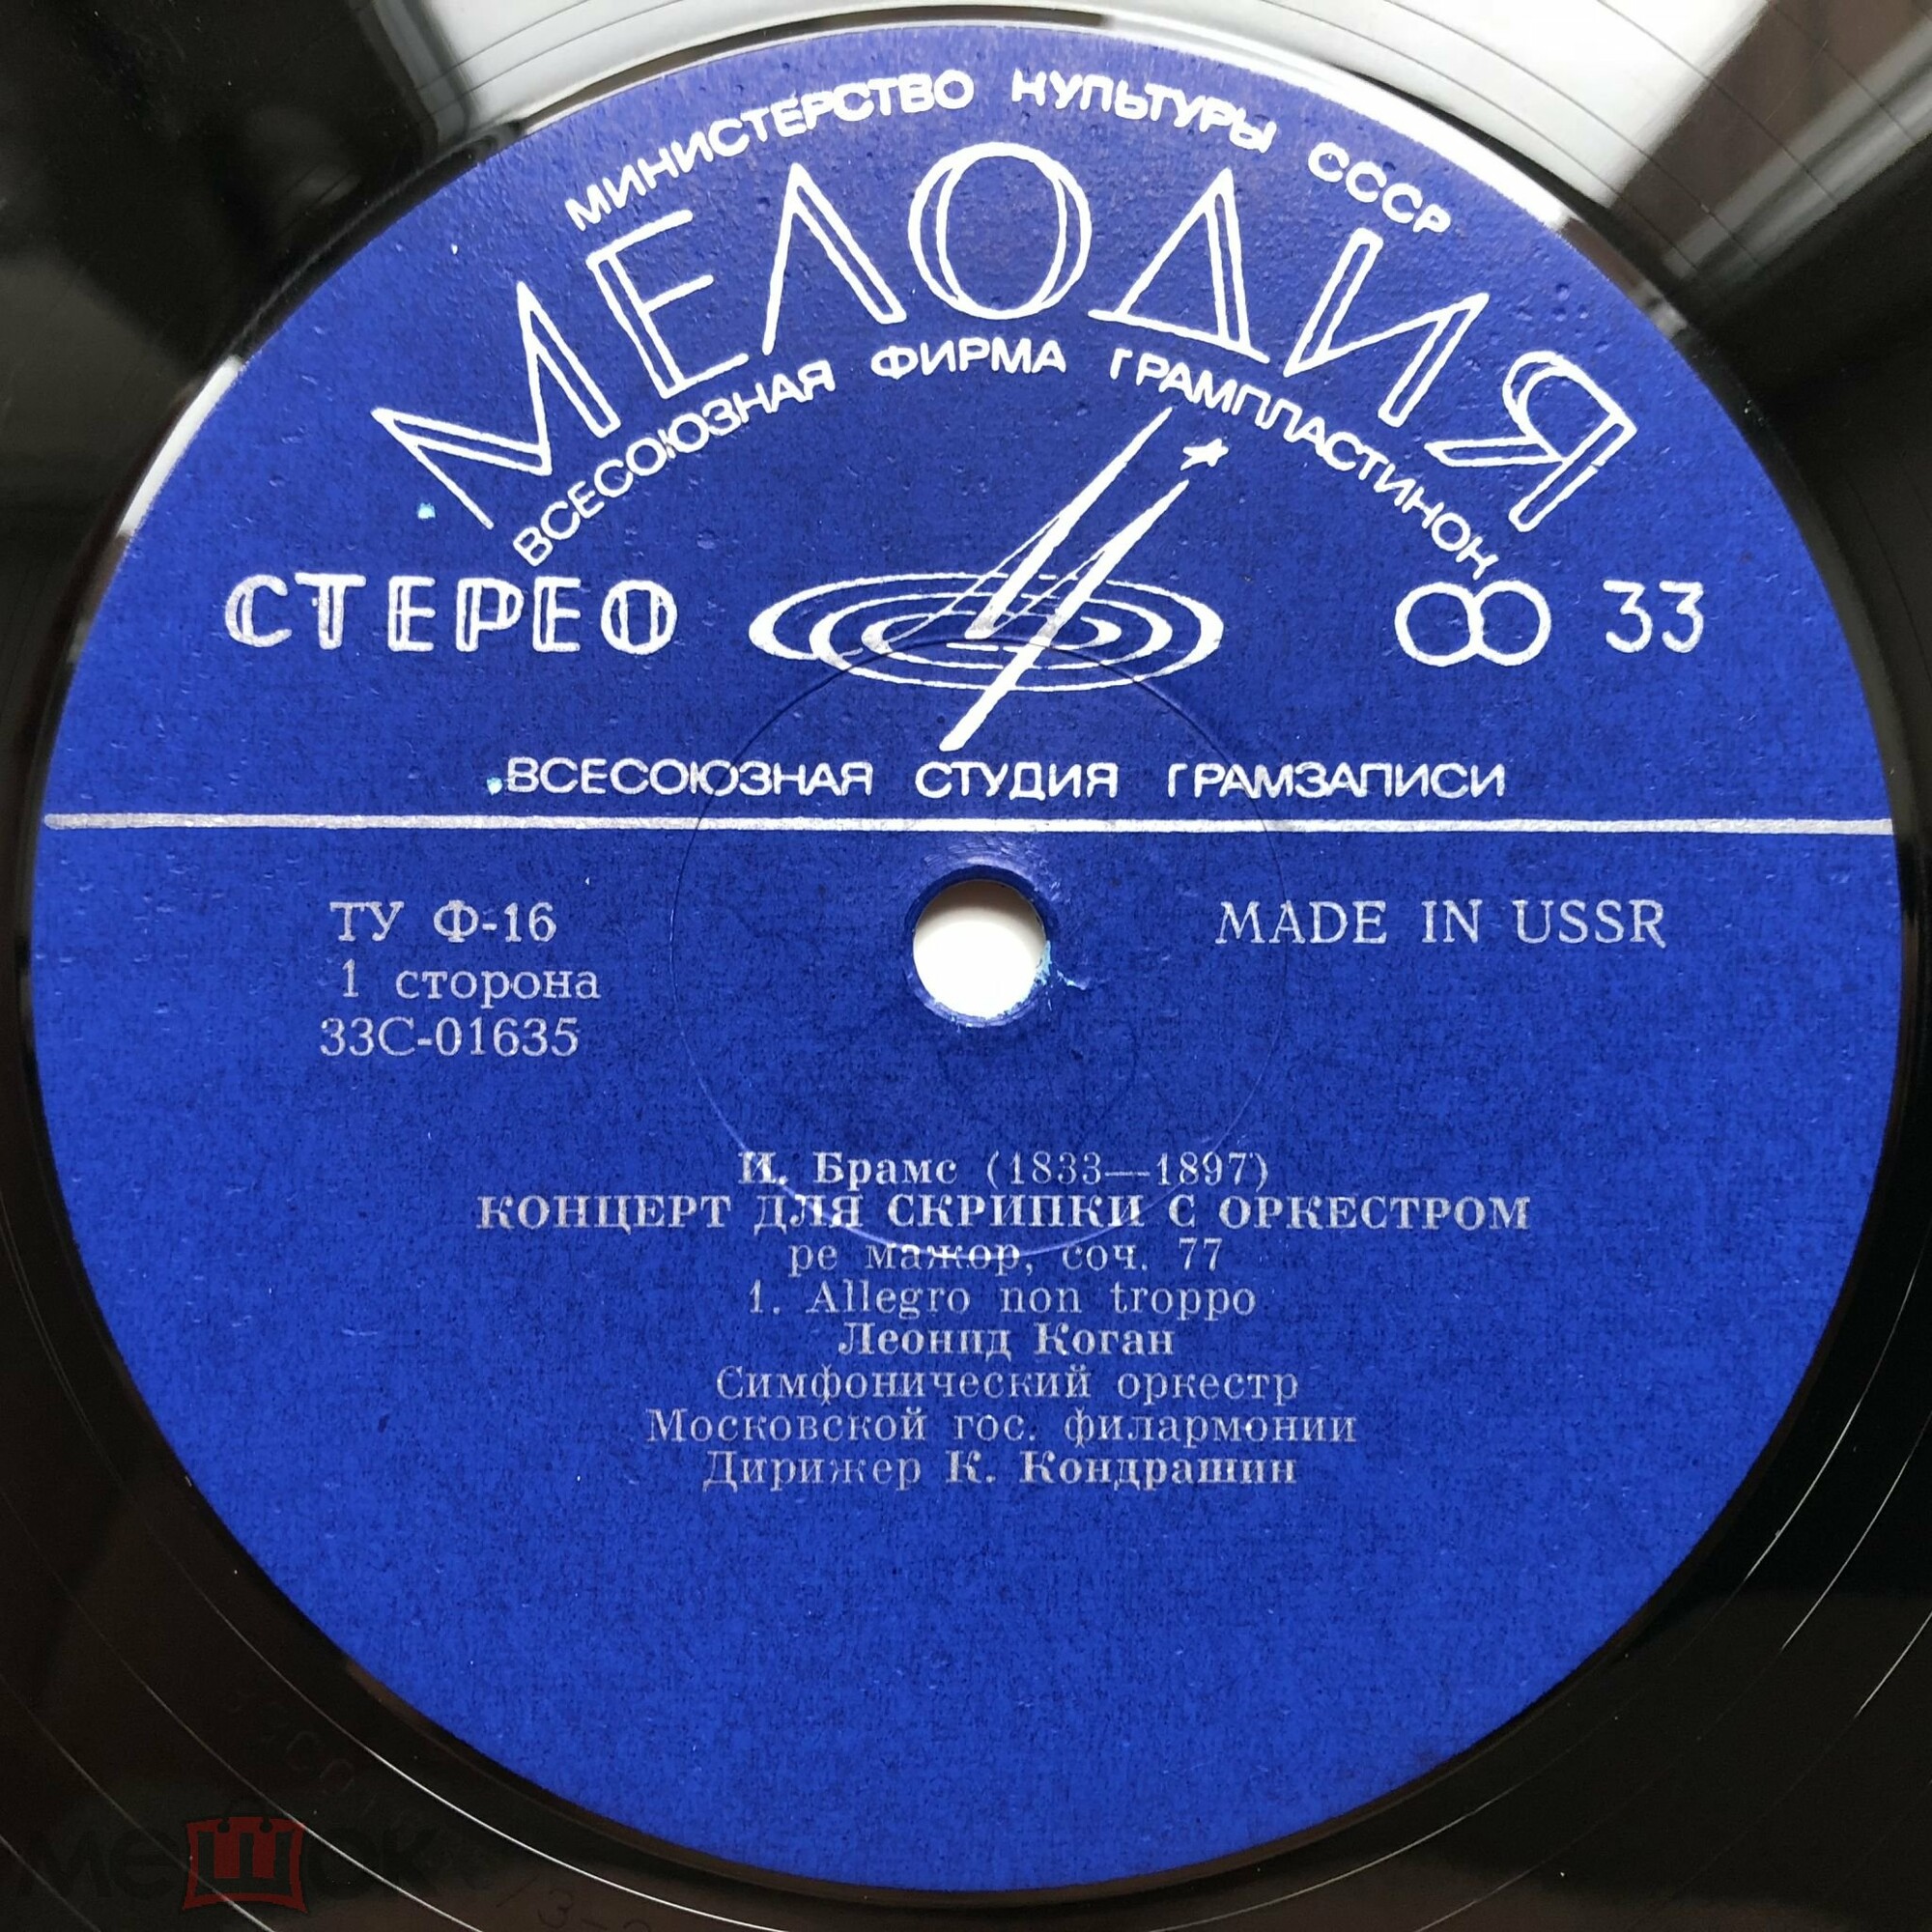 МИНИСТЕРСТВО КУЛЬТУРЫ СССР
МЕЛОДИЯ
ВСЕСОЮЗНАЯ ФИРМА ГРАМПЛАСТИНОК
СТЕРЕО
33
ВСЕСОЮЗНАЯ СТУДИЯ ГРАМЗАПИСИ
ТУ Ф-16
MADE IN USSR
1 сторона
33С-01635
И. Брамс (1833—1897)
КОНЦЕРТ ДЛЯ СКРИПКИ С ОРКЕСТРОМ
ре мажор, соч. 77
1. Allegro non troppo
Леонид Коган
Симфонический оркестр
Московской гос. филармонии
Дирижер К. Кондрашин
мешок